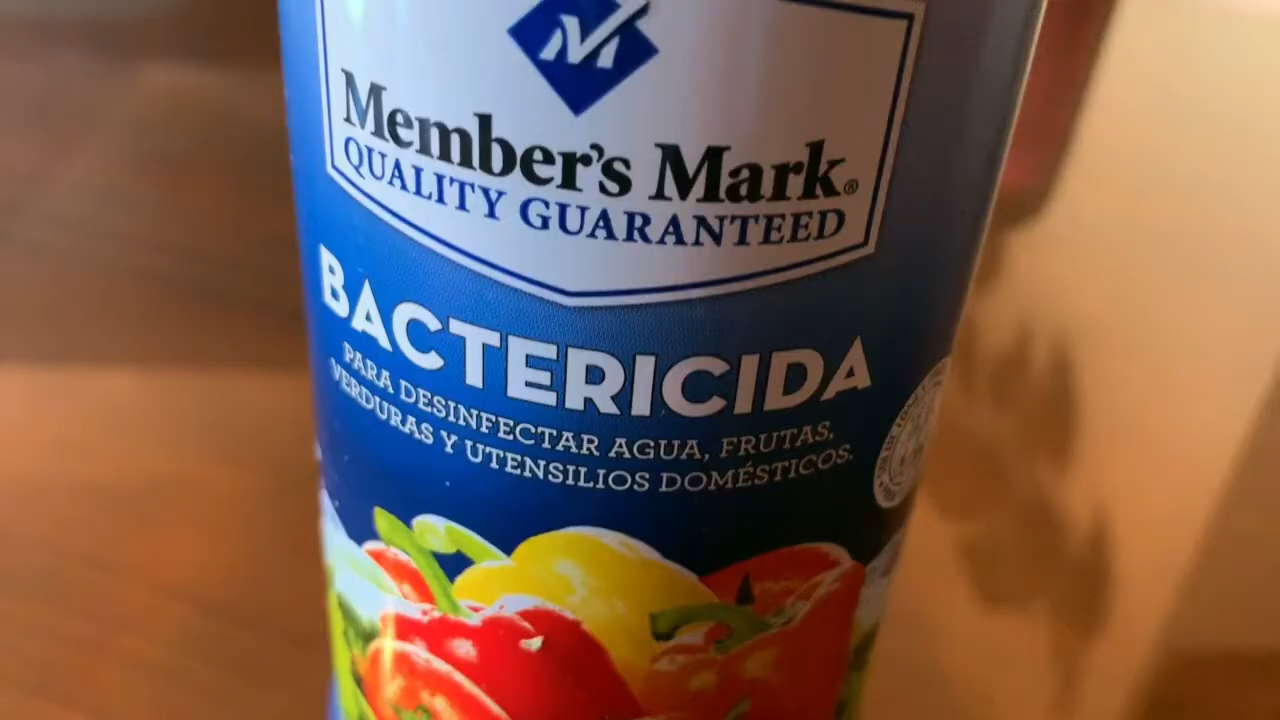 Member's Mark®
QUALITY GUARANTEED
BACTERICIDA
PARA DESINFECTAR AGUA, FRUTAS,
VERDURAS Y UTENSILIOS DOMÉSTICOS.